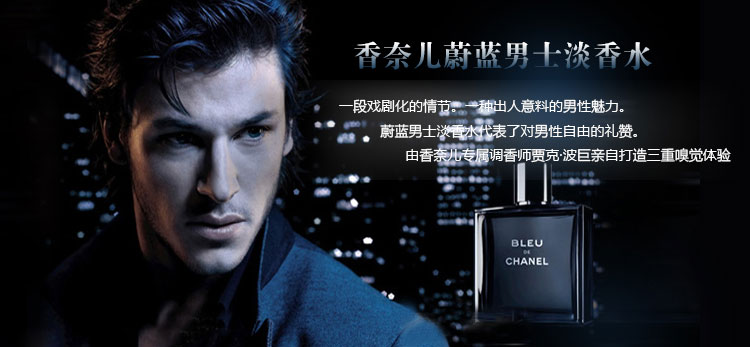 香奈儿蔚蓝男士淡香水
一段戏剧化的情节。一种出人意料的男性魅力。
蔚蓝男士淡香水代表了对男性自由的礼赞。
由香奈儿专属调香师贾克·波巨亲自打造三重嗅觉体验
BLEU
DE
CHANEL